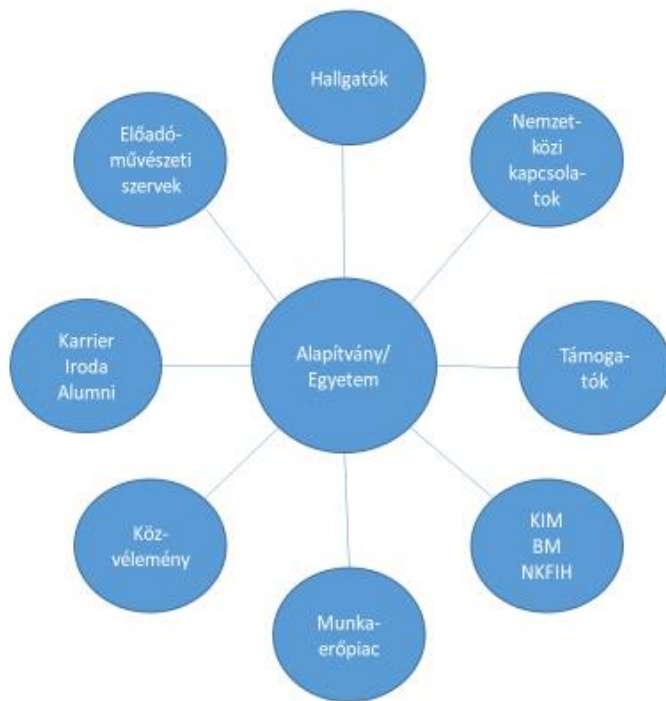 Hallgatók
Előadó-
művészeti
szervek
Nemzet-
közi
kapcsola-
tok
Karrier
Iroda
Alumni
Alapítvány/
Egyetem
Támoga-
tók
Köz-
vélemény
KIM
BM
NKFIH
Munka-
erőpiac